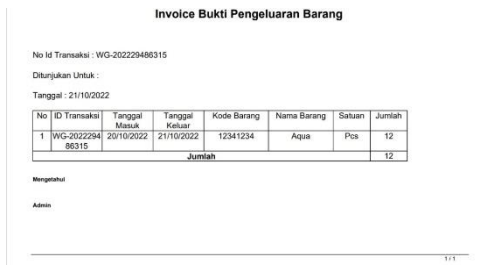 Invoice Bukti Pengeluaran Barang
No Id Transaksi : WG-202229486315
Ditunjukan Untuk :
Tanggal : 21/10/2022
No ID Transaksi Tanggal Masuk Tanggal Keluar Kode Barang Nama Barang Satuan Jumlah
1 WG-202229486315 20/10/2022 21/10/2022 12341234 Aqua Pcs 12
Jumlah 12
Mengetahui
Admin
1 / 1